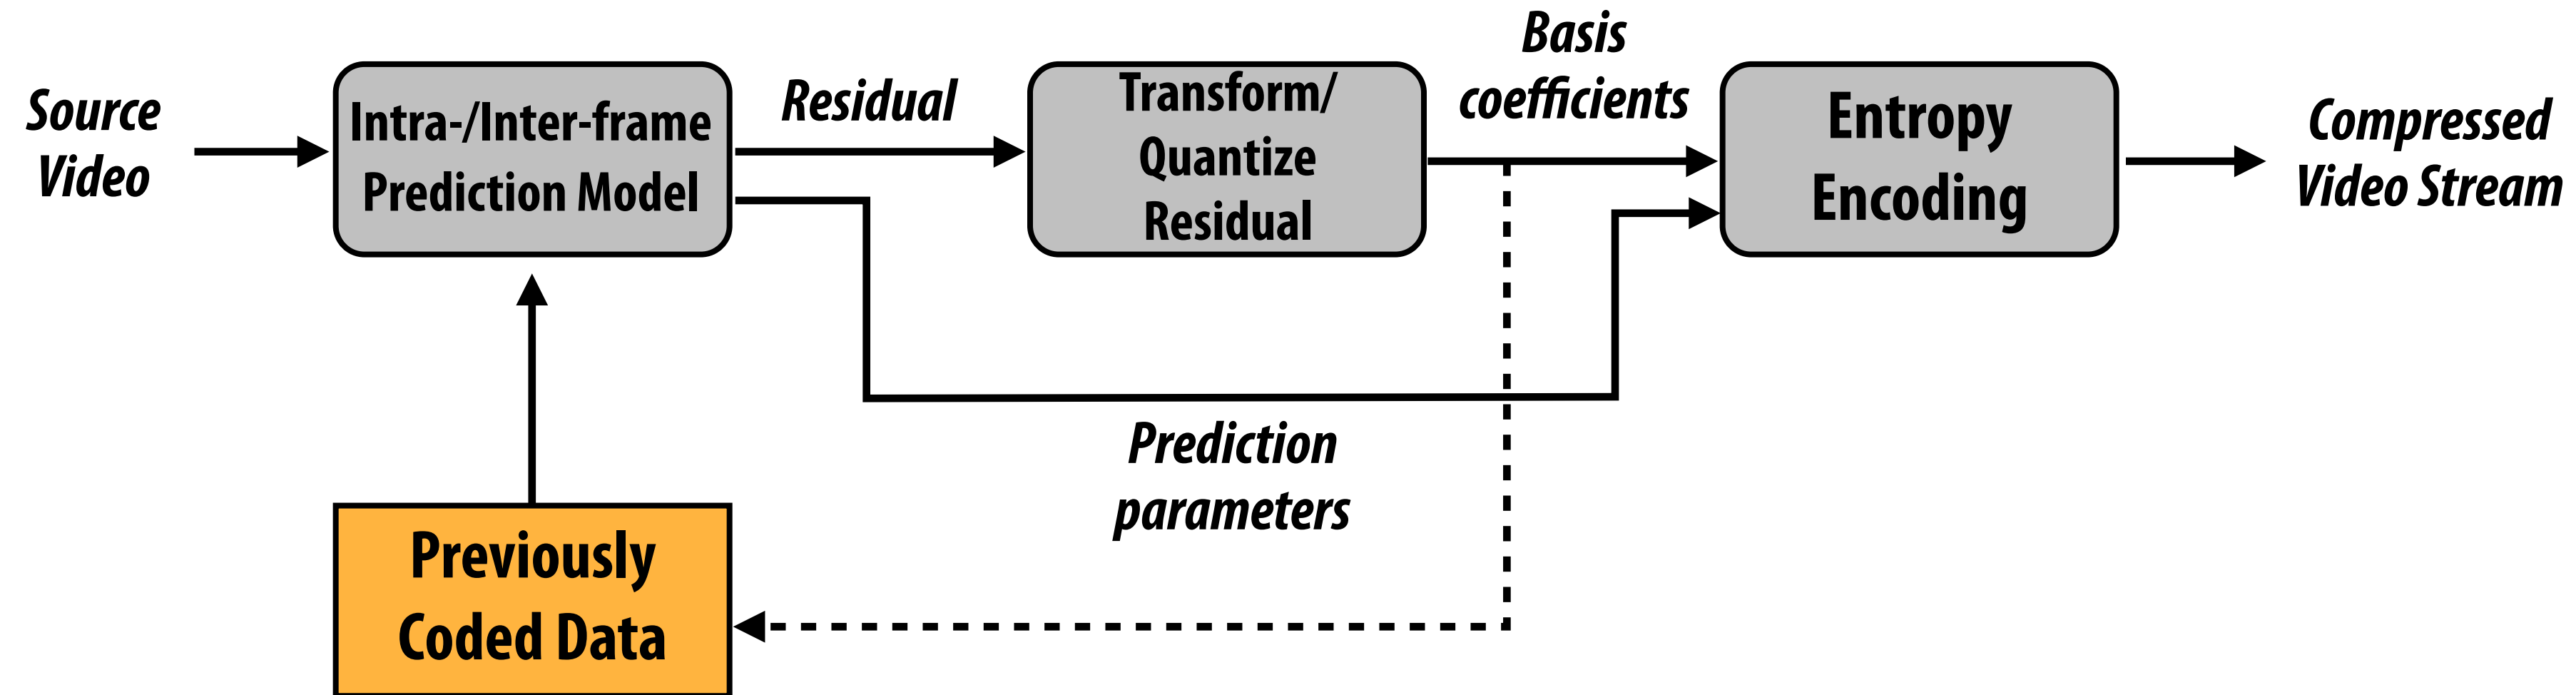 Source
Video
Intra-/Inter-frame
Prediction Model
Residual
Transform/
Quantize
Residual
Basis
coefficients
Entropy
Encoding
Compressed
Video Stream
Prediction
parameters
Previously
Coded Data